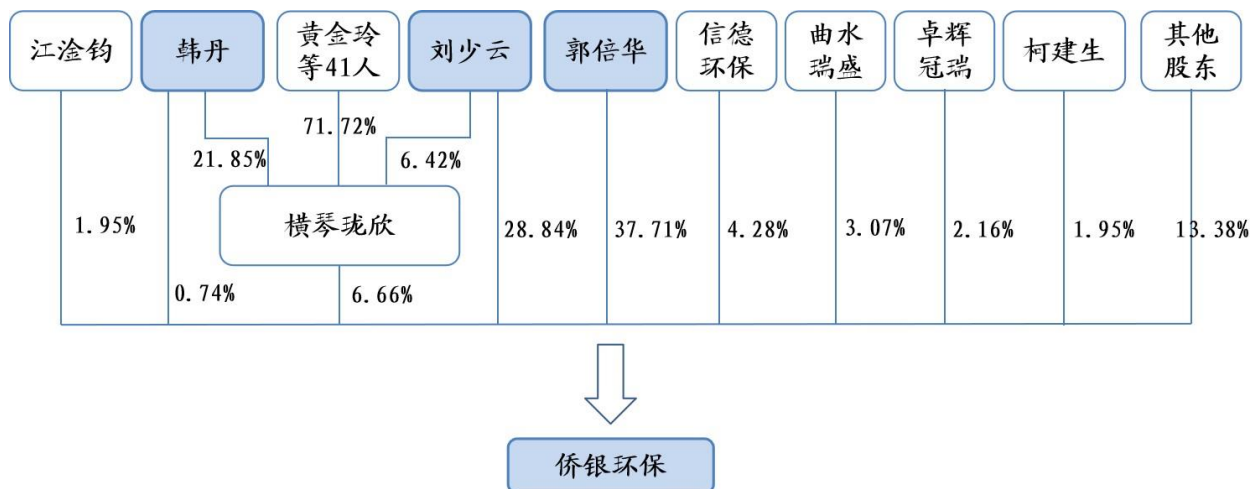 江淦钧
韩丹
黄金玲
等41人
刘少云
郭倍华
信德
环保
曲水
瑞盛
卓辉
冠瑞
柯建生
其他
股东
71.72%
21.85%
6.42%
横琴珑欣
1.95%
28.84%
37.71%
4.28%
3.07%
2.16%
1.95%
13.38%
0.74%
6.66%
侨银环保